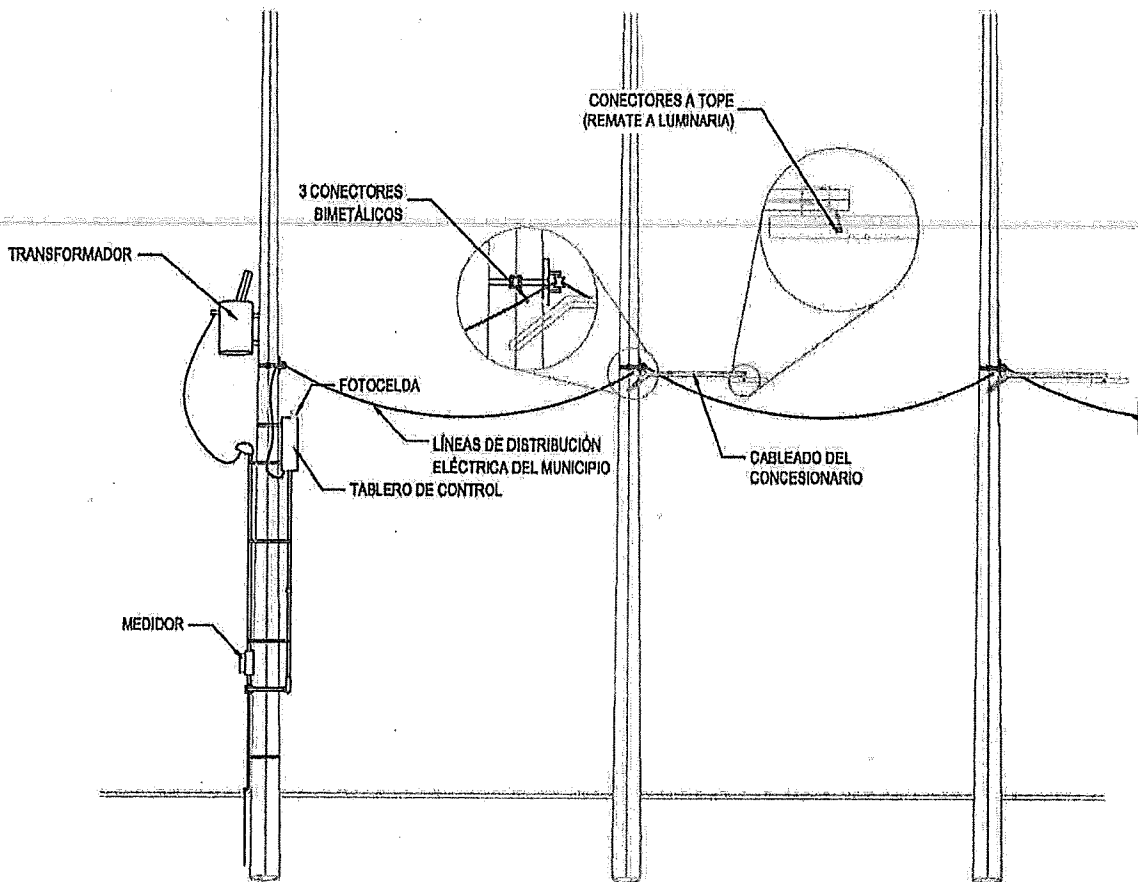 CONECTORES A TOPE
(REMATE A LUMINARIA)
3 CONECTORES
BIMETÁLICOS
TRANSFORMADOR
FOTOCELDA
LÍNEAS DE DISTRIBUCIÓN
ELÉCTRICA DEL MUNICIPIO
CABLEADO DEL
CONCESIONARIO
TABLERO DE CONTROL
MEDIDOR